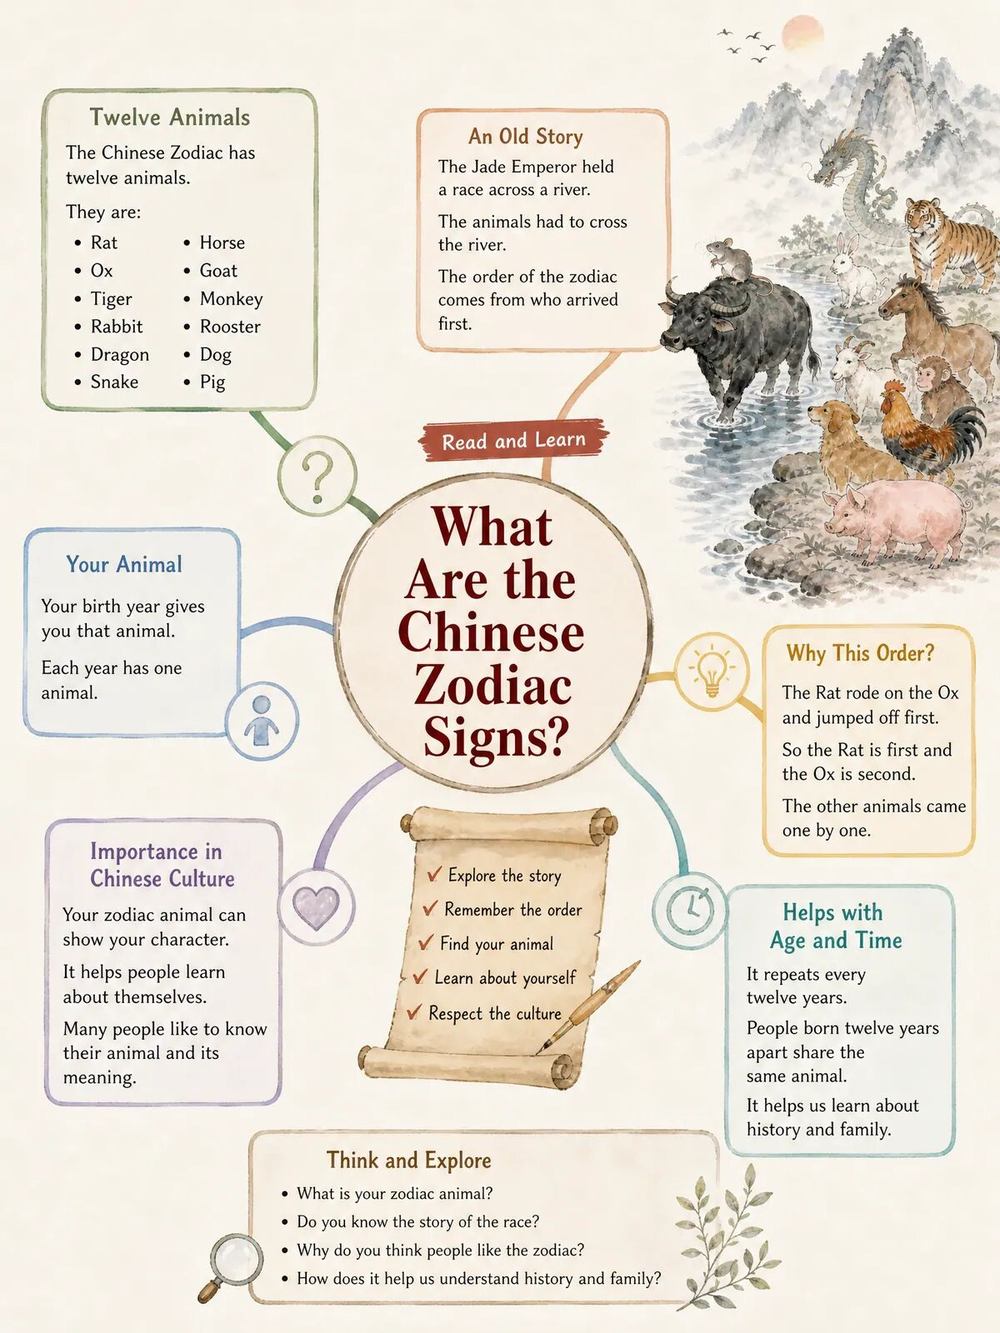 Twelve Animals
The Chinese Zodiac has
twelve animals.
They are:
• Rat
• Ox
• Tiger
• Rabbit
• Dragon
• Snake
• Horse
• Goat
• Monkey
• Rooster
• Dog
• Pig
An Old Story
The Jade Emperor held
a race across a river.
The animals had to cross
the river.
The order of the zodiac
comes from who arrived
first.
Read and Learn
What
Are the
Chinese
Zodiac
Signs?
Your Animal
Your birth year gives
you that animal.
Each year has one
animal.
Why This Order?
The Rat rode on the Ox
and jumped off first.
So the Rat is first and
the Ox is second.
The other animals came
one by one.
Importance in
Chinese Culture
Your zodiac animal can
show your character.
It helps people learn
about themselves.
Many people like to know
their animal and its
meaning.
✓ Explore the story
✓ Remember the order
✓ Find your animal
✓ Learn about yourself
✓ Respect the culture
Helps with
Age and Time
It repeats every
twelve years.
People born twelve years
apart share the
same animal.
It helps us learn about
history and family.
Think and Explore
• What is your zodiac animal?
• Do you know the story of the race?
• Why do you think people like the zodiac?
• How does it help us understand history and family?